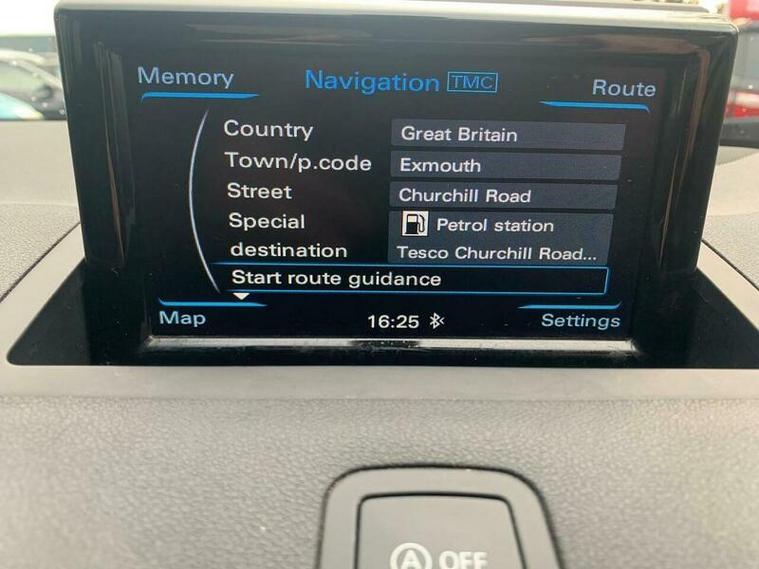 Memory Navigation TMC Route
Country Great Britain
Town/p.code Exmouth
Street Churchill Road
Special Petrol station
destination Tesco Churchill Road...
Start route guidance
Map 16:25 Settings
A OFF